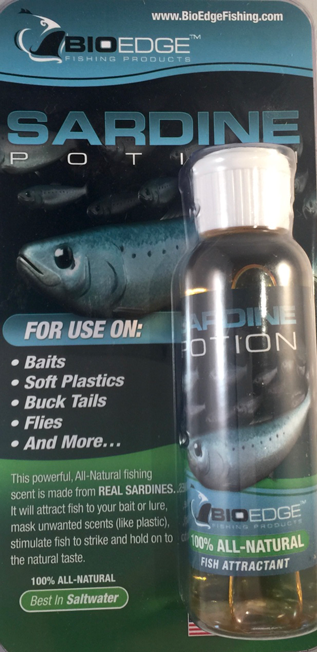 www.BioEdgeFishing.com
BIOEDGE™
FISHING PRODUCTS
SARDINE
POTI
FOR USE ON:
• Baits
• Soft Plastics
• Buck Tails
• Flies
• And More...
This powerful, All-Natural fishing
scent is made from REAL SARDINES...
It will attract fish to your bait or lure,
mask unwanted scents (like plastic),
stimulate fish to strike and hold on to
the natural taste.
100% ALL-NATURAL
Best in Saltwater
ARDINE
POTION
BIOEDGE™
FISHING PRODUCTS
100% ALL-NATURAL
FISH ATTRACTANT